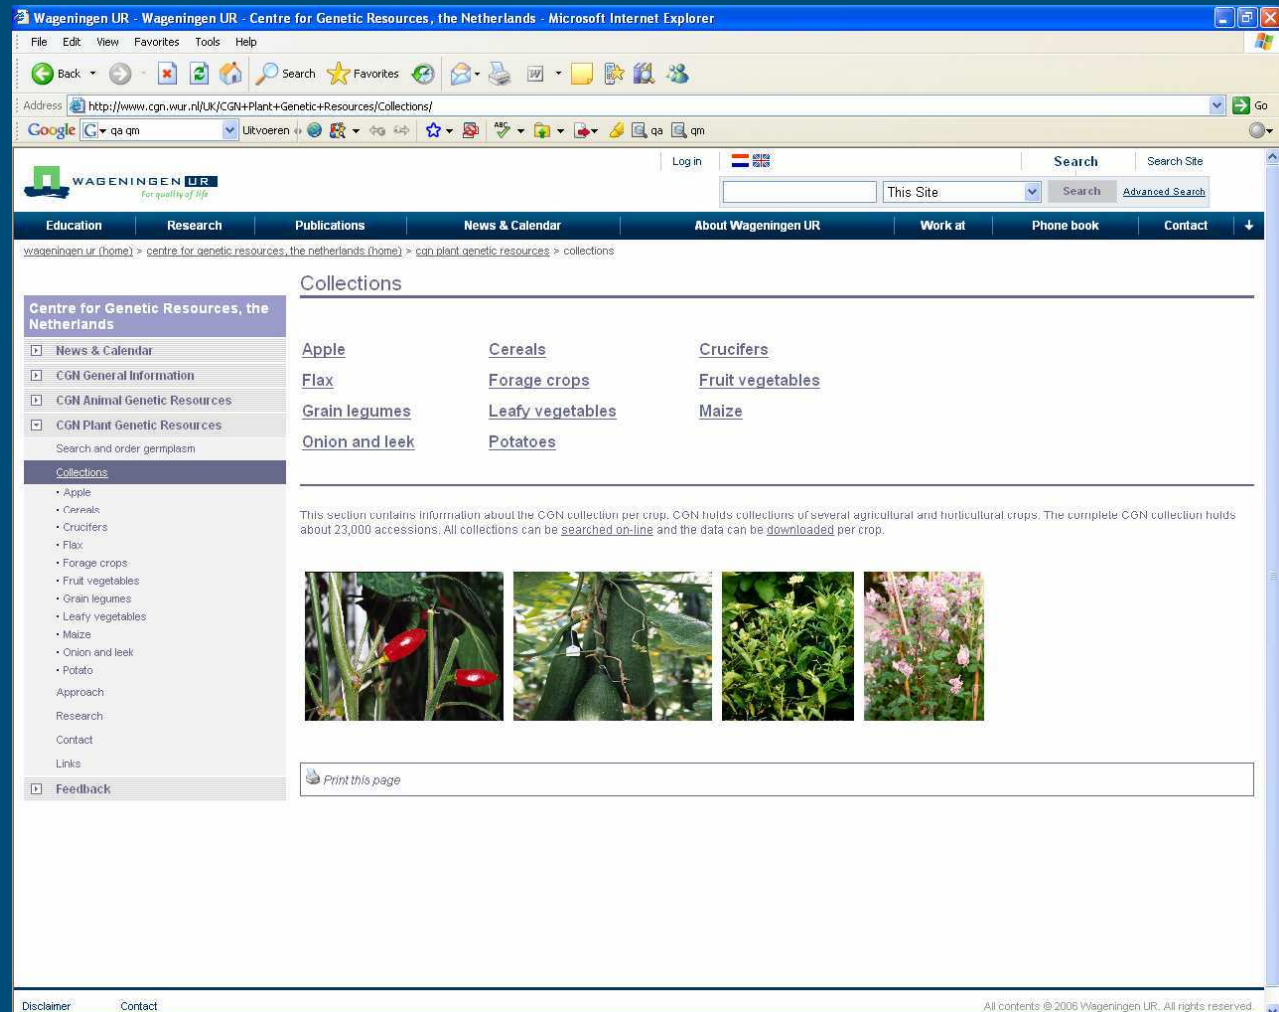 Wageningen UR - Wageningen UR - Centre for Genetic Resources, the Netherlands - Microsoft Internet Explorer
File Edit View Favorites Tools Help
Back Search Favorites
Address http://www.cgn.wur.nl/UK/CGN+Plant+Genetic+Resources/Collections/ Go
Google G qa qm Uitvoeren ABC qa qm
Log in Search Search Site
WAGENINGEN UR
For quality of life
This Site Search Advanced Search
Education Research Publications News & Calendar About Wageningen UR Work at Phone book Contact
wageningen ur (home) > centre for genetic resources, the netherlands (home) > cgn plant genetic resources > collections
Collections
Centre for Genetic Resources, the
Netherlands
News & Calendar
CGN General Information
CGN Animal Genetic Resources
CGN Plant Genetic Resources
Search and order germplasm
Collections
• Apple
• Cereals
• Crucifers
• Flax
• Forage crops
• Fruit vegetables
• Grain legumes
• Leafy vegetables
• Maize
• Onion and leek
• Potato
Approach
Research
Contact
Links
Feedback
Apple Cereals Crucifers
Flax Forage crops Fruit vegetables
Grain legumes Leafy vegetables Maize
Onion and leek Potatoes
This section contains information about the CGN collection per crop. CGN holds collections of several agricultural and horticultural crops. The complete CGN collection holds
about 23,000 accessions. All collections can be searched on-line and the data can be downloaded per crop.
Print this page
Disclaimer Contact All contents @ 2006 Wageningen UR. All rights reserved.